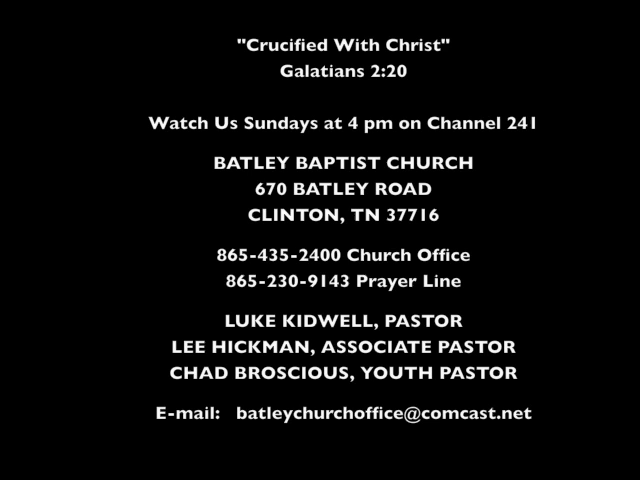 "Crucified With Christ"
Galatians 2:20
Watch Us Sundays at 4 pm on Channel 241
BATLEY BAPTIST CHURCH
670 BATLEY ROAD
CLINTON, TN 37716
865-435-2400 Church Office
865-230-9143 Prayer Line
LUKE KIDWELL, PASTOR
LEE HICKMAN, ASSOCIATE PASTOR
CHAD BROSCIOUS, YOUTH PASTOR
E-mail: batleychurchoffice@comcast.net